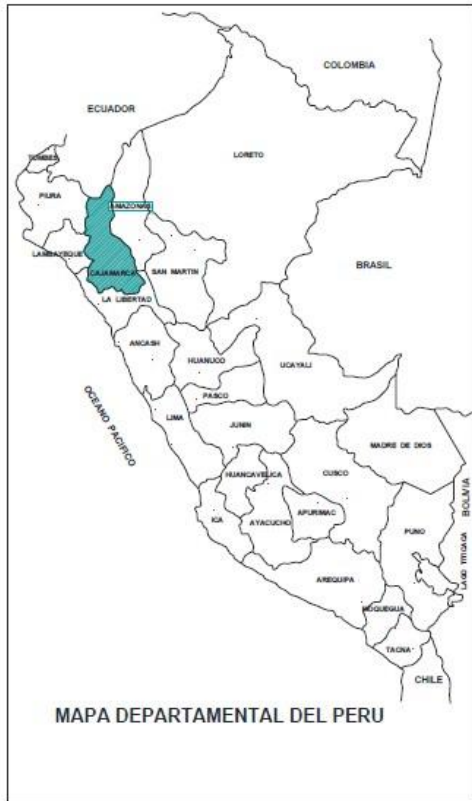 COLOMBIA
ECUADOR
LORETO
TUMBES
PIURA
AMAZONAS
LAMBAYEQUE
BRASIL
CAJAMARCA
SAN MARTIN
LA LIBERTAD
ANCASH
HUANUCO
UCAYALI
PASCO
OCEANO PACIFICO
LIMA
JUNIN
MADRE DE DIOS
HUANCAVELICA
CUSCO
BOLIVIA
ICA
AYACUCHO
APURIMAC
PUNO
LAGO TITICACA
AREQUIPA
MOQUEGUA
TACNA
CHILE
MAPA DEPARTAMENTAL DEL PERU